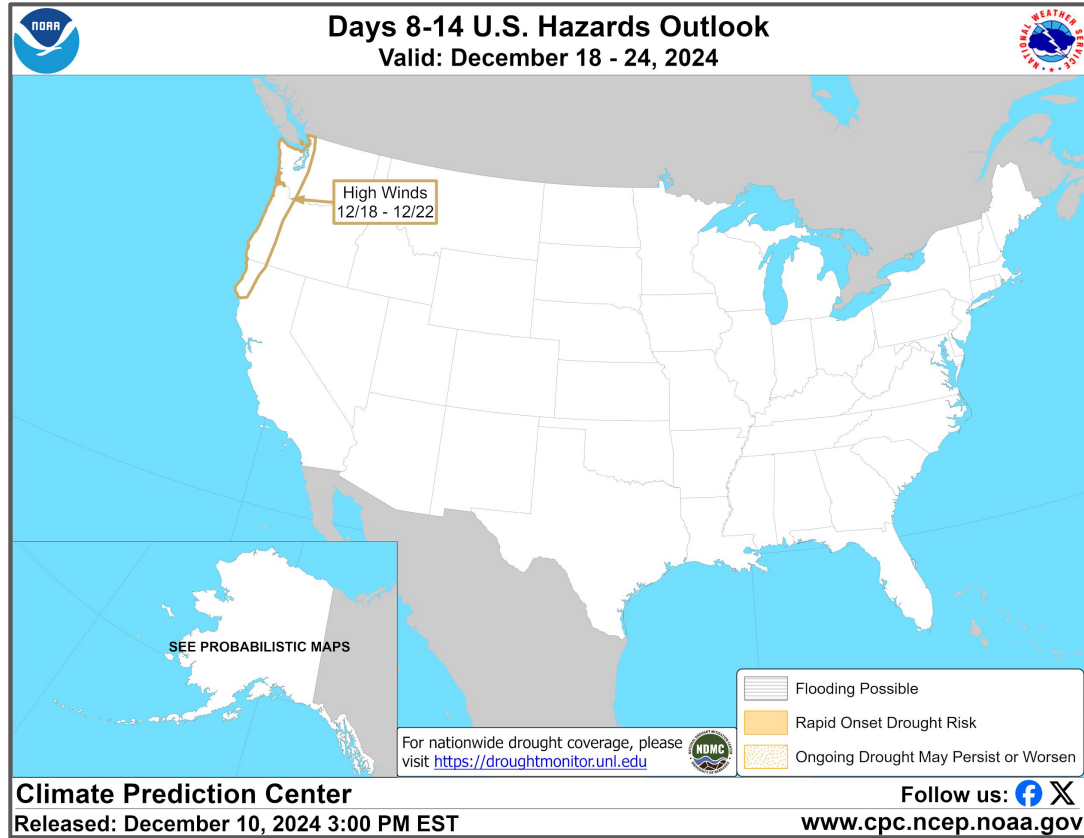 NOAA
Days 8-14 U.S. Hazards Outlook
Valid: December 18 - 24, 2024
NATIONAL WEATHER SERVICE
High Winds
12/18 - 12/22
SEE PROBABILISTIC MAPS
For nationwide drought coverage, please
visit https://droughtmonitor.unl.edu
NDMC
Flooding Possible
Rapid Onset Drought Risk
Ongoing Drought May Persist or Worsen
Climate Prediction Center
Follow us:
Released: December 10, 2024 3:00 PM EST
www.cpc.ncep.noaa.gov